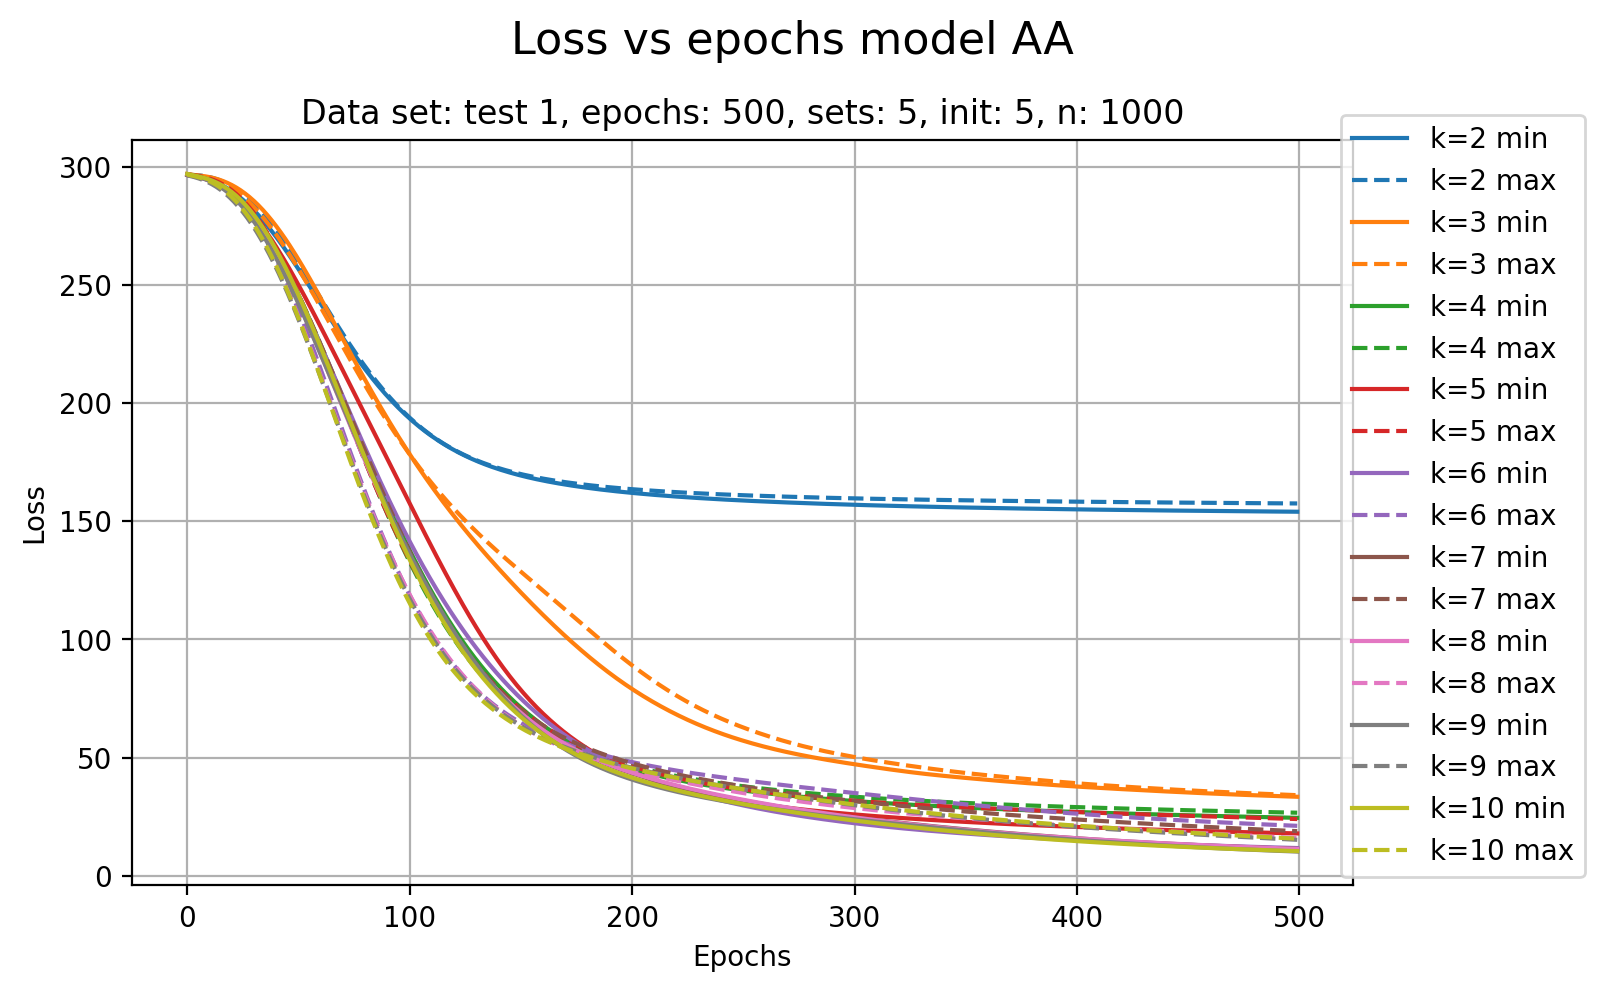 Loss vs epochs model AA
Data set: test 1, epochs: 500, sets: 5, init: 5, n: 1000
300
250
200
150
100
50
0
Loss
0 100 200 300 400 500
Epochs
k=2 min
k=2 max
k=3 min
k=3 max
k=4 min
k=4 max
k=5 min
k=5 max
k=6 min
k=6 max
k=7 min
k=7 max
k=8 min
k=8 max
k=9 min
k=9 max
k=10 min
k=10 max